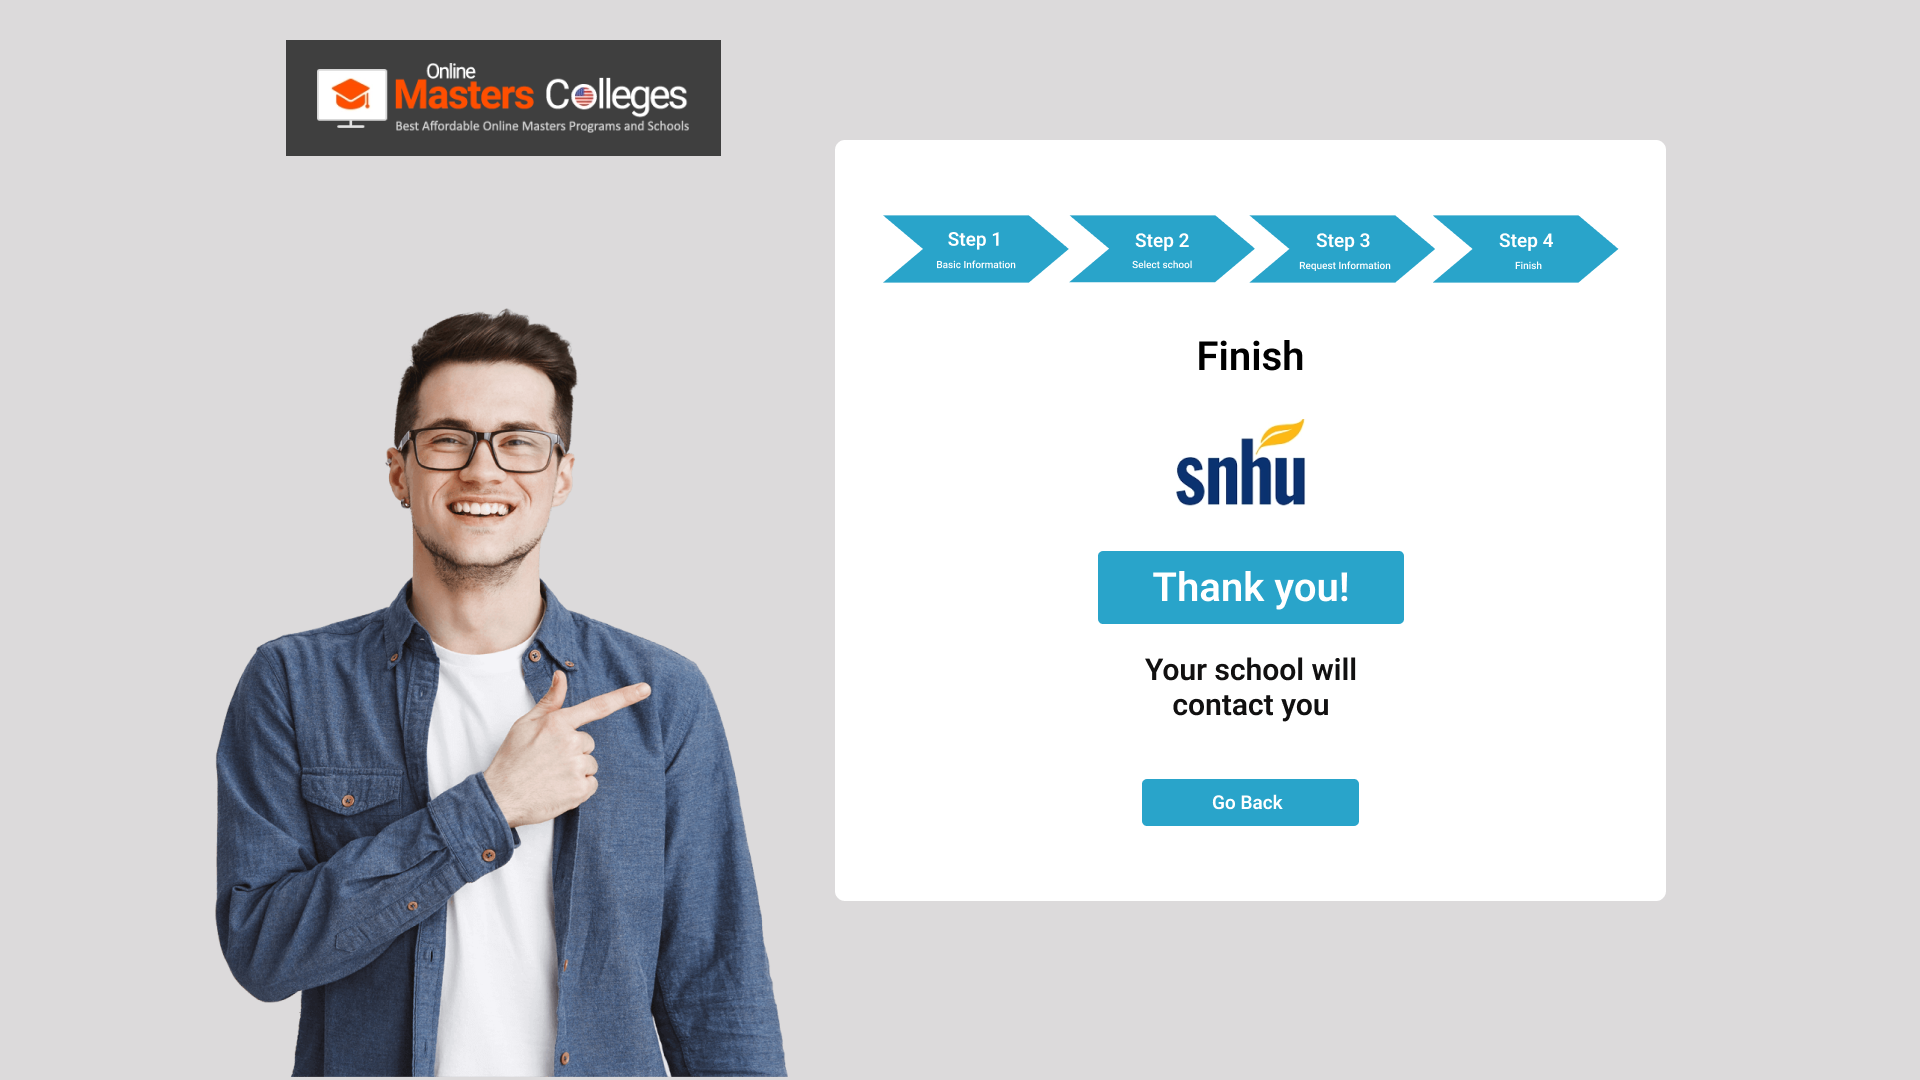 Online
Masters Colleges
Best Affordable Online Masters Programs and Schools
Step 1
Basic Information
Step 2
Select school
Step 3
Request Information
Step 4
Finish
Finish
snhu
Thank you!
Your school will
contact you
Go Back